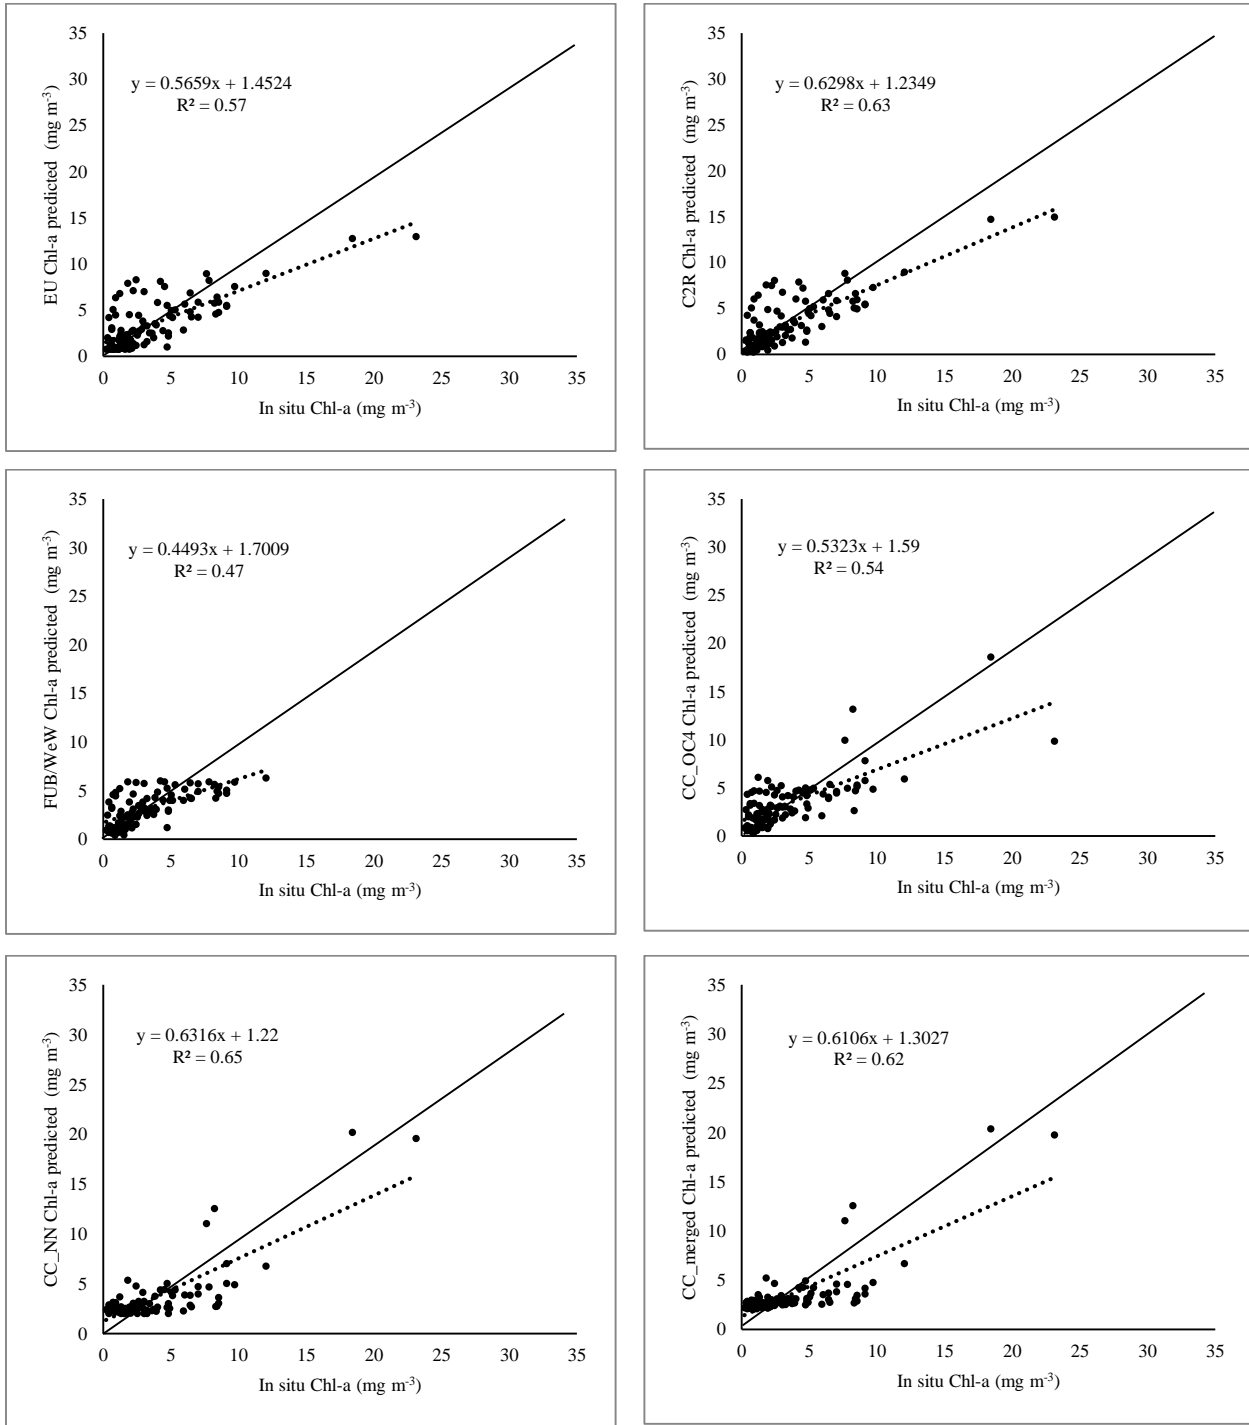 35
30
25
20
15
10
5
0
EU Chl-a predicted (mg m⁻³)
y = 0.5659x + 1.4524
R² = 0.57
0 5 10 15 20 25 30 35
In situ Chl-a (mg m⁻³)
35
30
25
20
15
10
5
0
C2R Chl-a predicted (mg m⁻³)
y = 0.6298x + 1.2349
R² = 0.63
0 5 10 15 20 25 30 35
In situ Chl-a (mg m⁻³)
35
30
25
20
15
10
5
0
FUB/WeW Chl-a predicted (mg m⁻³)
y = 0.4493x + 1.7009
R² = 0.47
0 5 10 15 20 25 30 35
In situ Chl-a (mg m⁻³)
35
30
25
20
15
10
5
0
CC_OC4 Chl-a predicted (mg m⁻³)
y = 0.5323x + 1.59
R² = 0.54
0 5 10 15 20 25 30 35
In situ Chl-a (mg m⁻³)
35
30
25
20
15
10
5
0
CC_NN Chl-a predicted (mg m⁻³)
y = 0.6316x + 1.22
R² = 0.65
0 5 10 15 20 25 30 35
In situ Chl-a (mg m⁻³)
35
30
25
20
15
10
5
0
CC_merged Chl-a predicted (mg m⁻³)
y = 0.6106x + 1.3027
R² = 0.62
0 5 10 15 20 25 30 35
In situ Chl-a (mg m⁻³)